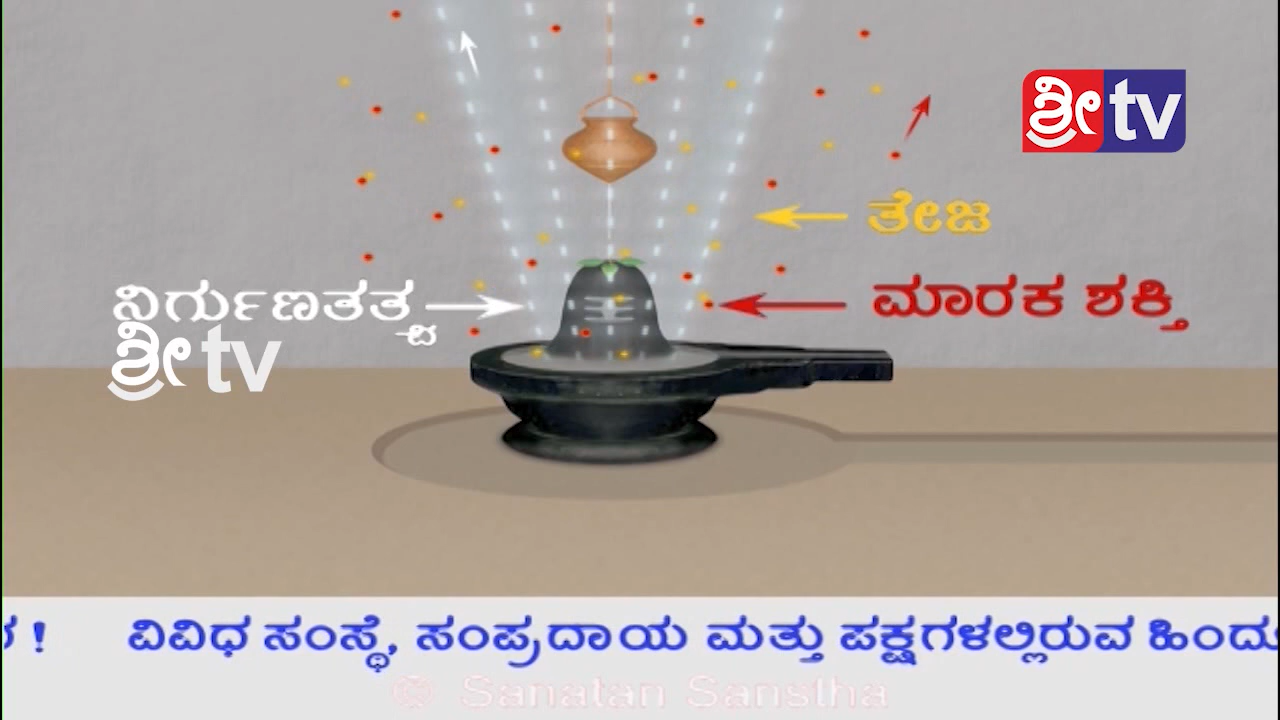 ಶ್ರೀ tv
ತೇಜ
ಮಾರಕ ಶಕ್ತಿ
ನಿರ್ಗುಣತತ್ತ್ವ
ಶ್ರೀ tv
! ವಿವಿಧ ಸಂಸ್ಥೆ, ಸಂಪ್ರದಾಯ ಮತ್ತು ಪಕ್ಷಗಳಲ್ಲಿರುವ ಹಿಂದು
© Sanatan Sanstha